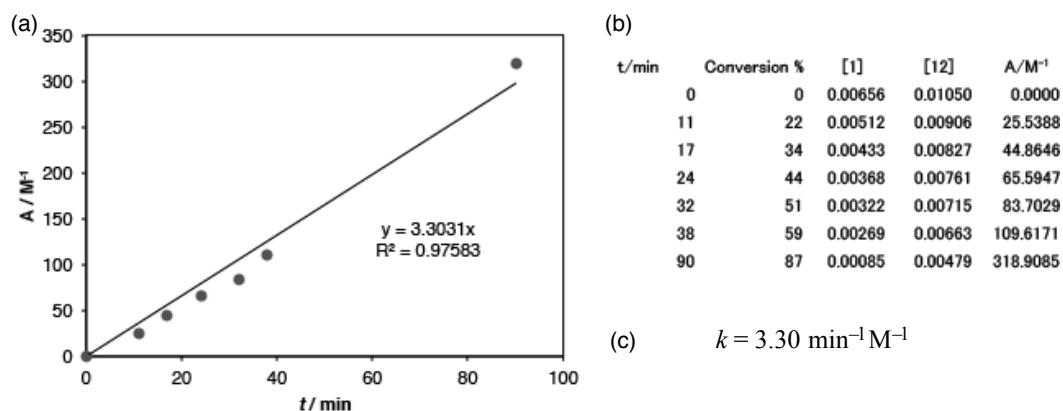 (a)
350
300
250
200
150
100
50
0
A / M⁻¹
y = 3.3031x
R² = 0.97583
0 20 40 60 80 100
t / min
(b)
t/min Conversion % [1] [12] A/M⁻¹
0 0 0.00656 0.01050 0.0000
11 22 0.00512 0.00906 25.5388
17 34 0.00433 0.00827 44.8646
24 44 0.00368 0.00761 65.5947
32 51 0.00322 0.00715 83.7029
38 59 0.00269 0.00663 109.6171
90 87 0.00085 0.00479 318.9085
(c) k = 3.30 min⁻¹M⁻¹